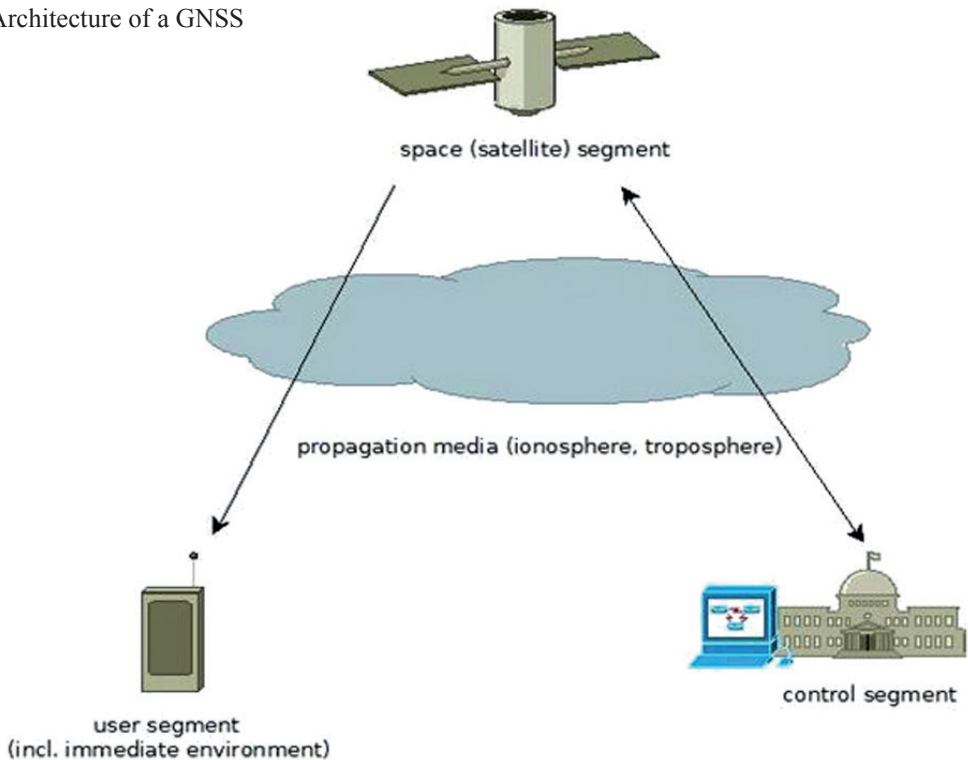 Architecture of a GNSS
space (satellite) segment
propagation media (ionosphere, troposphere)
user segment
(incl. immediate environment)
control segment